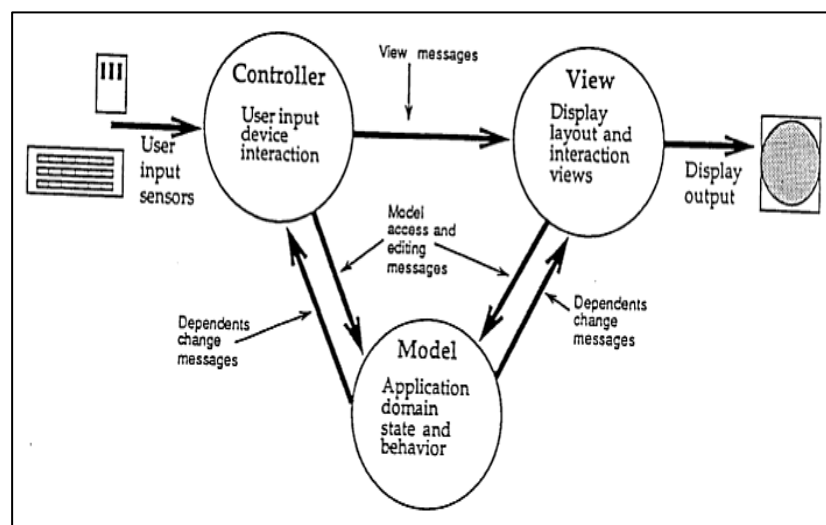 View messages
Controller
User input
device
interaction
View
Display
layout and
interaction
views
User
input
sensors
Display
output
Model
access and
editing
messages
Dependents
change
messages
Dependents
change
messages
Model
Application
domain
state and
behavior